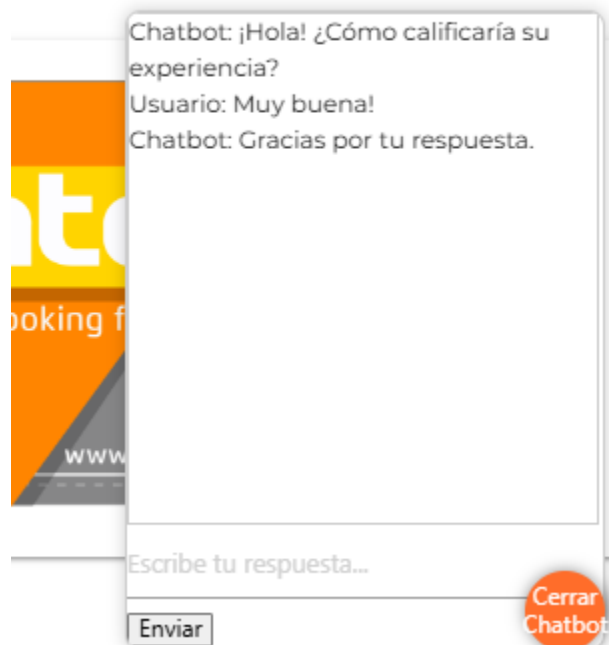 Chatbot: ¡Hola! ¿Cómo calificaría su
experiencia?
Usuario: Muy buena!
Chatbot: Gracias por tu respuesta.
www
Escribe tu respuesta...
Enviar
Cerrar
Chatbot